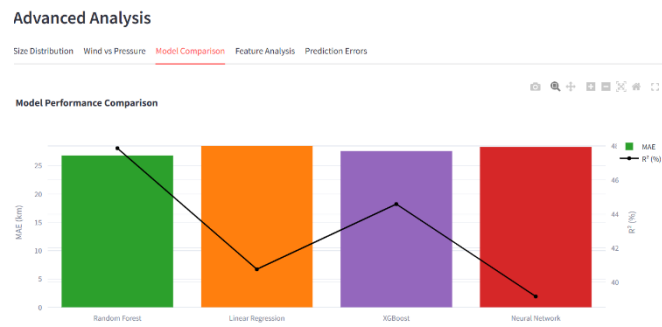 Advanced Analysis
Size Distribution Wind vs Pressure Model Comparison Feature Analysis Prediction Errors
Model Performance Comparison
MAE (km)
25
20
15
10
5
0
Random Forest Linear Regression XGBoost Neural Network
48
46
44
42
40
R² (%)
MAE
R² (%)